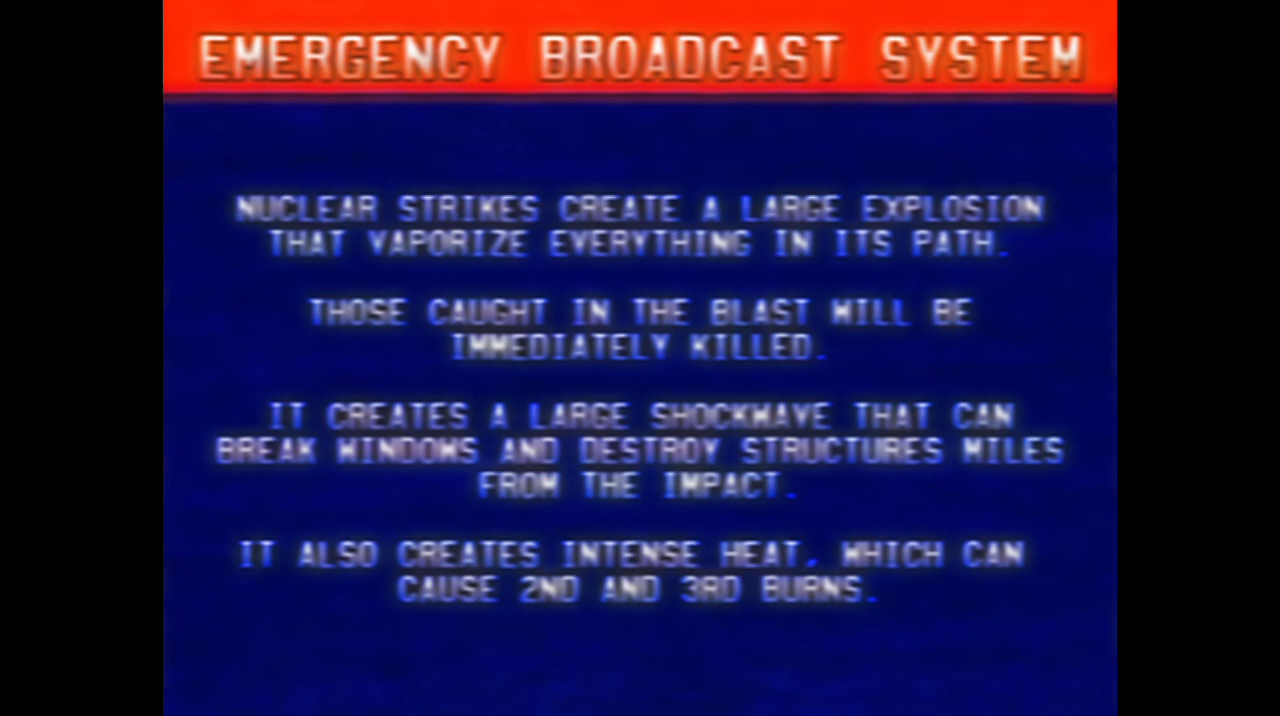 EMERGENCY BROADCAST SYSTEM
NUCLEAR STRIKES CREATE A LARGE EXPLOSION
THAT VAPORIZE EVERYTHING IN ITS PATH.
THOSE CAUGHT IN THE BLAST WILL BE
IMMEDIATELY KILLED.
IT CREATES A LARGE SHOCKWAVE THAT CAN
BREAK WINDOWS AND DESTROY STRUCTURES MILES
FROM THE IMPACT.
IT ALSO CREATES INTENSE HEAT, WHICH CAN
CAUSE 2ND AND 3RD BURNS.